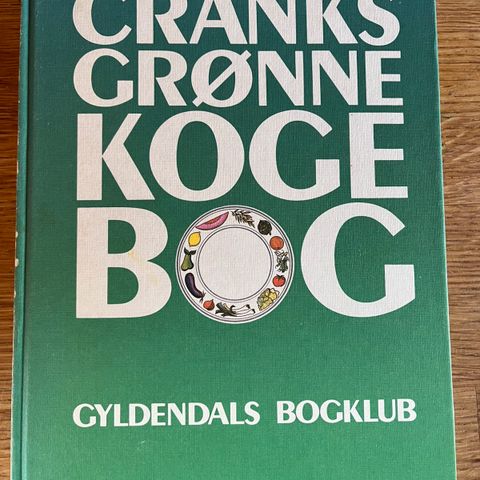 CRANKS
GRØNNE
KOGE
BOG
GYLDENDALS BOGKLUB